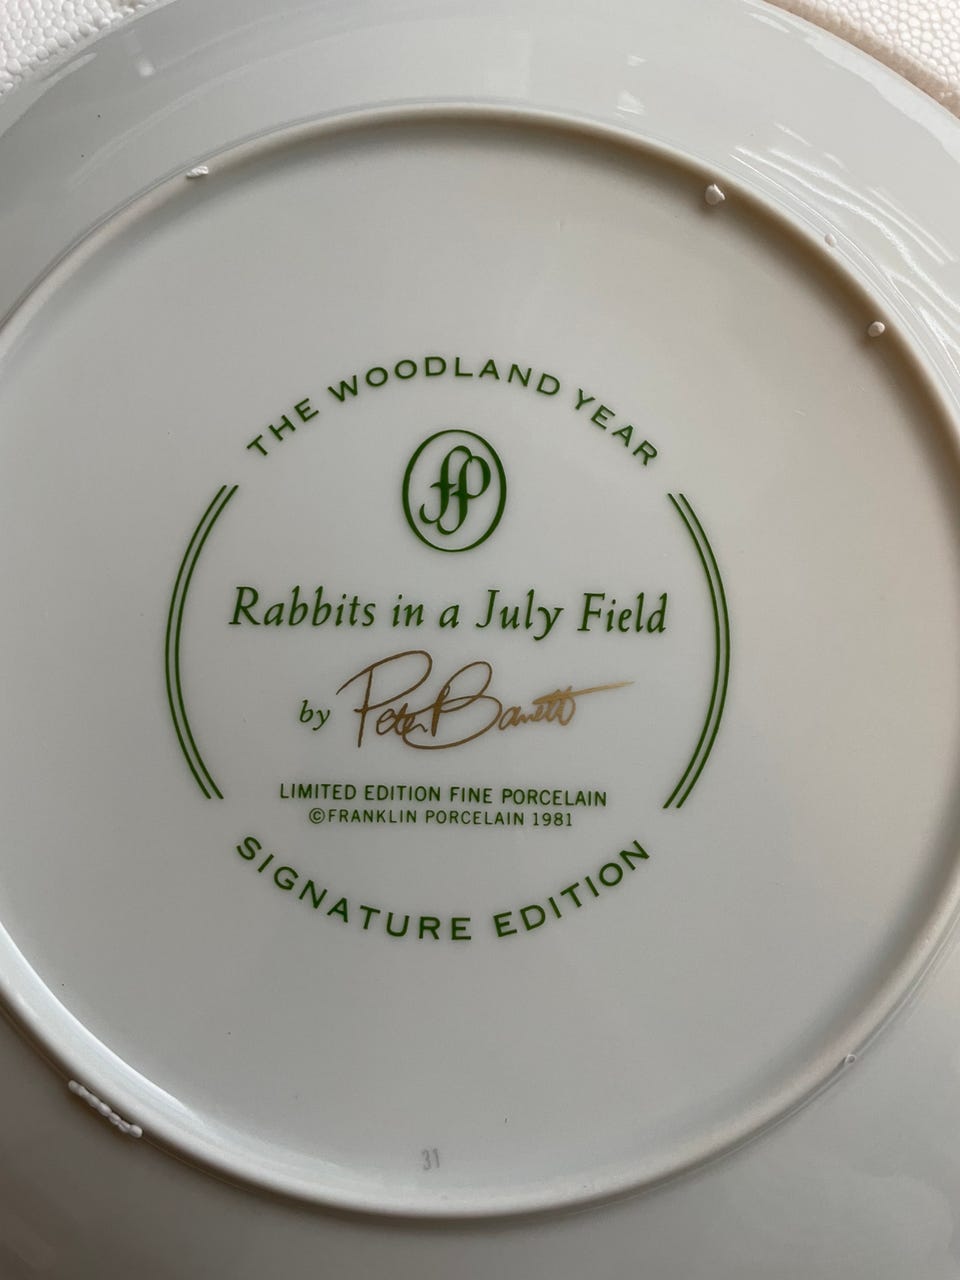 THE WOODLAND YEAR
fp
Rabbits in a July Field
by Peter Barrett
LIMITED EDITION FINE PORCELAIN
©FRANKLIN PORCELAIN 1981
SIGNATURE EDITION
31